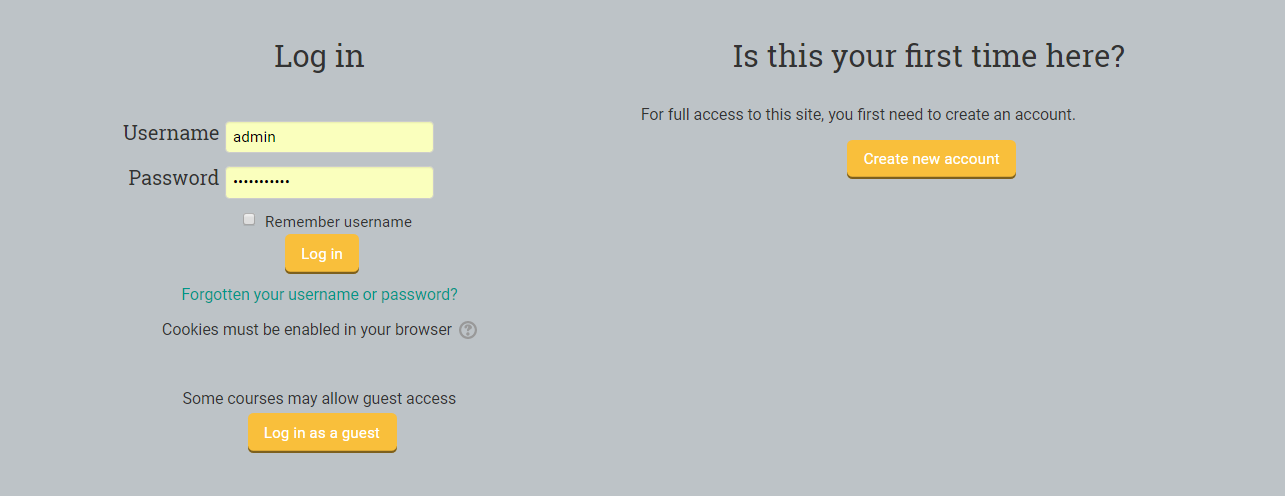 Log in
Username
admin
Password
•••••••••••
Remember username
Log in
Forgotten your username or password?
Cookies must be enabled in your browser ?
Some courses may allow guest access
Log in as a guest
Is this your first time here?
For full access to this site, you first need to create an account.
Create new account